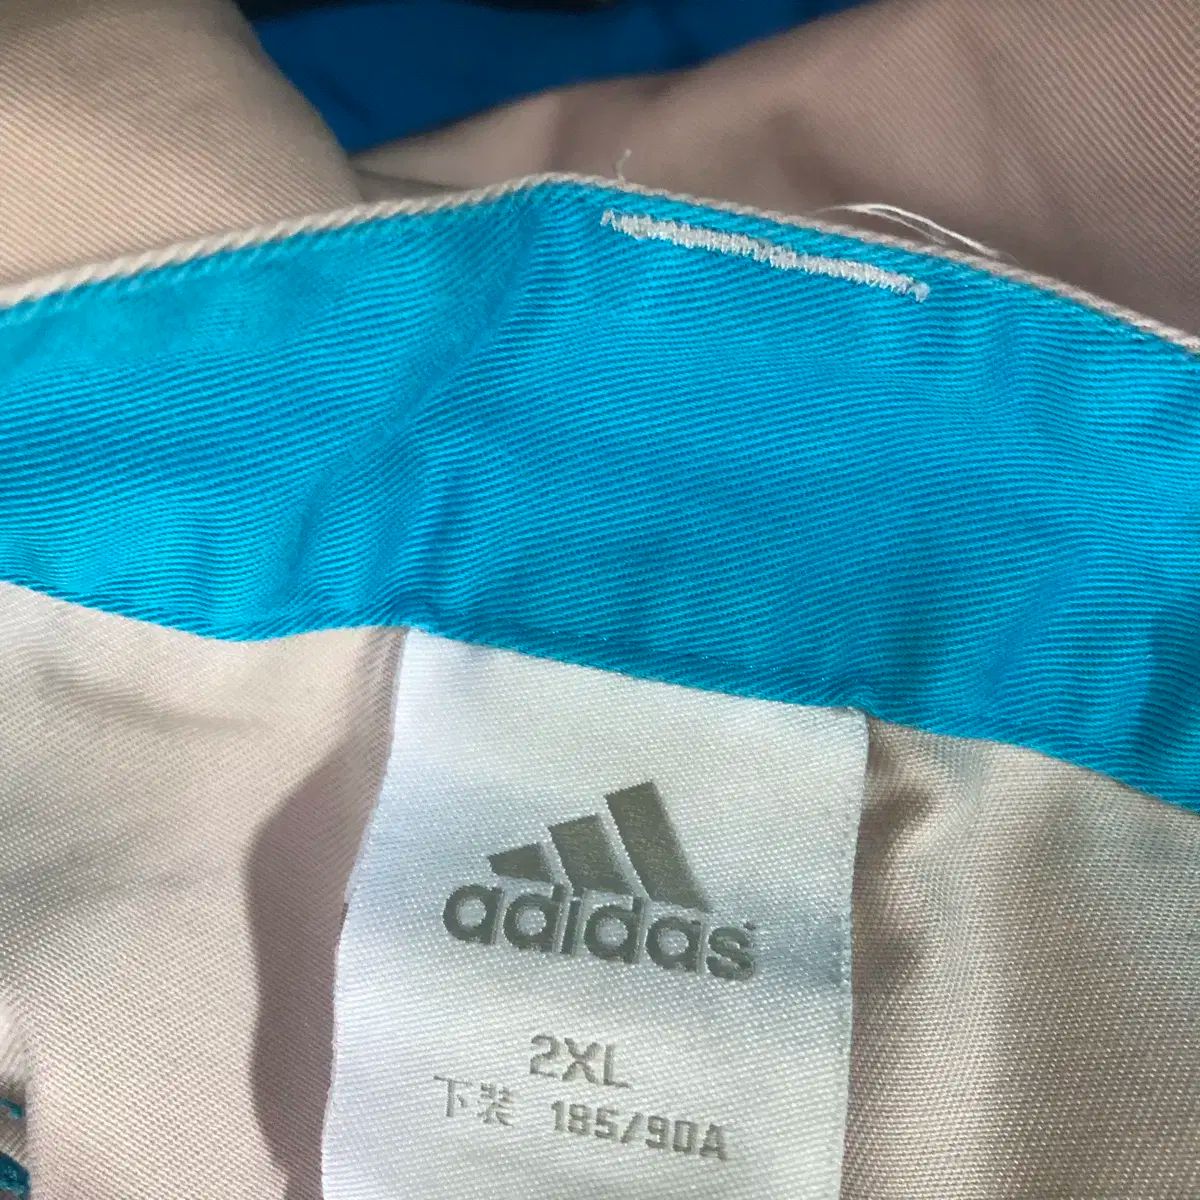 adidas
2XL
下装 185/90A